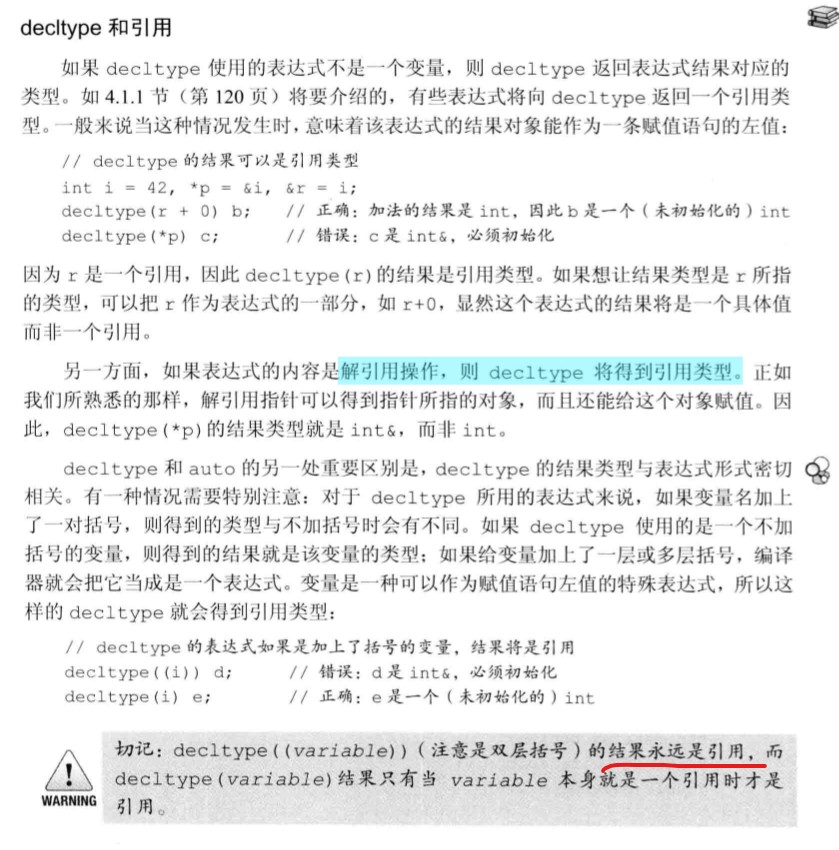 decltype 和引用
如果 decltype 使用的表达式不是一个变量，则 decltype 返回表达式结果对应的
类型。如 4.1.1 节（第 120 页）将要介绍的，有些表达式将向 decltype 返回一个引用类
型。一般来说当这种情况发生时，意味着该表达式的结果对象能作为一条赋值语句的左值：
// decltype 的结果可以是引用类型
int i = 42, *p = &i, &r = i;
decltype(r + 0) b; // 正确：加法的结果是 int，因此 b 是一个（未初始化的）int
decltype(*p) c; // 错误：c 是 int&，必须初始化
因为 r 是一个引用，因此 decltype(r)的结果是引用类型。如果想让结果类型是 r 所指
的类型，可以把 r 作为表达式的一部分，如 r+0，显然这个表达式的结果将是一个具体值
而非一个引用。
另一方面，如果表达式的内容是解引用操作，则 decltype 将得到引用类型。正如
我们所熟悉的那样，解引用指针可以得到指针所指的对象，而且还能给这个对象赋值。因
此，decltype(*p)的结果类型就是 int&，而非 int。
decltype 和 auto 的另一处重要区别是，decltype 的结果类型与表达式形式密切
相关。有一种情况需要特别注意：对于 decltype 所用的表达式来说，如果变量名加上
了一对括号，则得到的类型与不加括号时会有不同。如果 decltype 使用的是一个不加
括号的变量，则得到的结果就是该变量的类型；如果给变量加上了一层或多层括号，编译
器就会把它当成是一个表达式。变量是一种可以作为赋值语句左值的特殊表达式，所以这
样的 decltype 就会得到引用类型：
// decltype 的表达式如果是加上了括号的变量，结果将是引用
decltype((i)) d; // 错误：d 是 int&，必须初始化
decltype(i) e; // 正确：e 是一个（未初始化的）int
切记：decltype((variable))（注意是双层括号）的结果永远是引用，而
decltype(variable)结果只有当 variable 本身就是一个引用时才是
引用。
WARNING